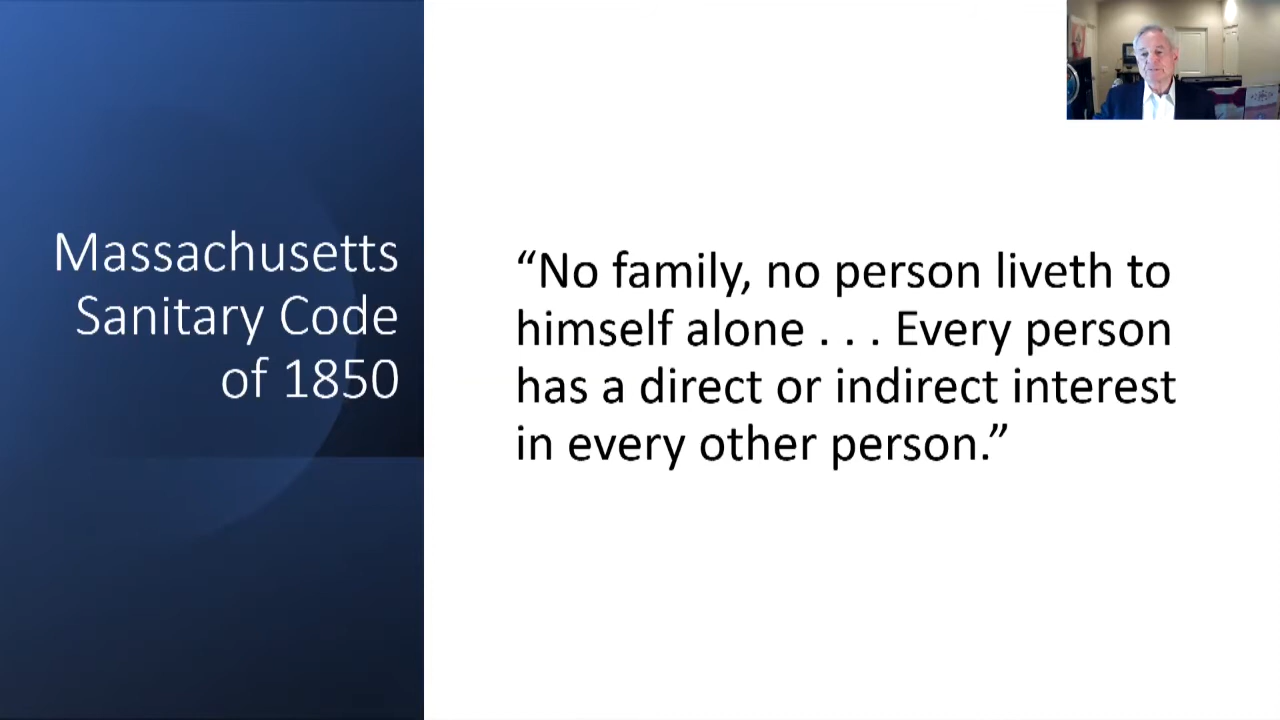 Massachusetts
Sanitary Code
of 1850
“No family, no person liveth to
himself alone . . . Every person
has a direct or indirect interest
in every other person.”